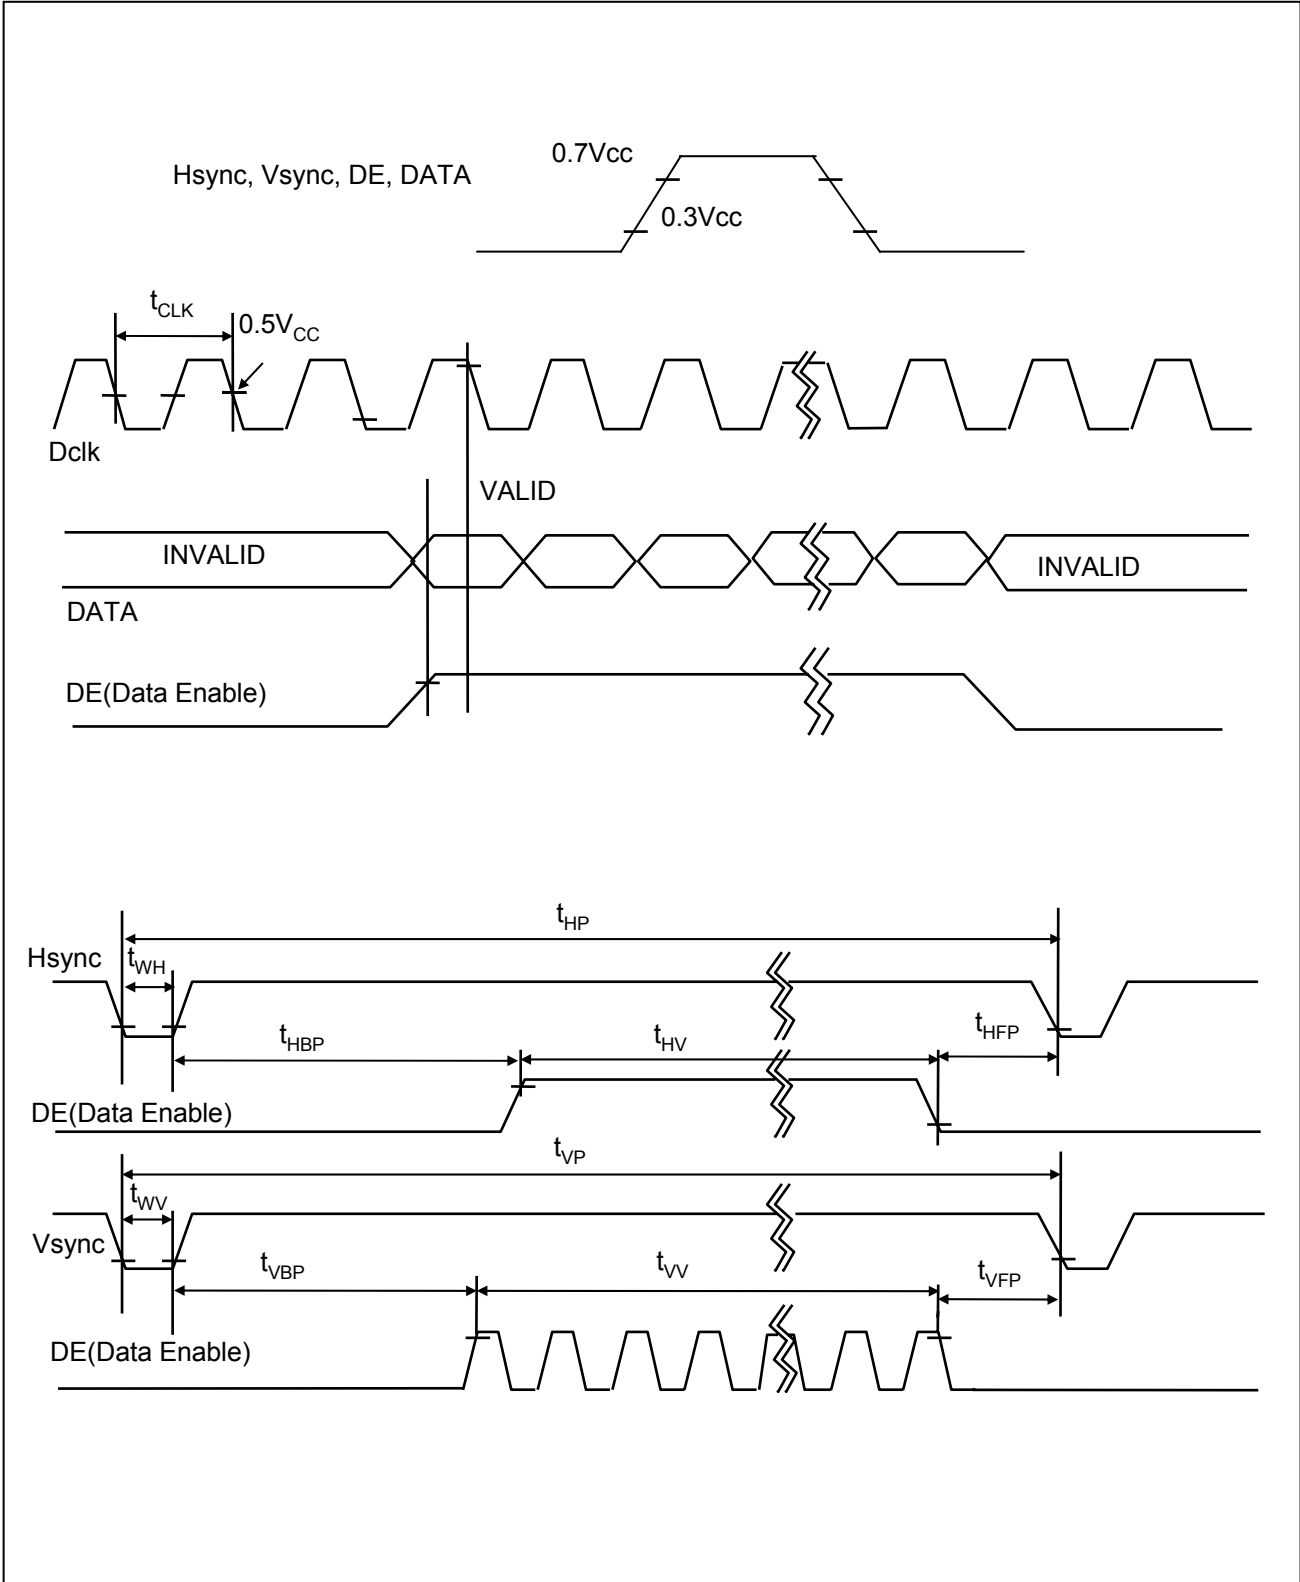 0.7Vcc
Hsync, Vsync, DE, DATA
0.3Vcc
tCLK
0.5VCC
Dclk
VALID
INVALID
INVALID
DATA
DE(Data Enable)
tHP
Hsync
tWH
tHBP
tHV
tHFP
DE(Data Enable)
tVP
tWV
Vsync
tVBP
tVV
tVFP
DE(Data Enable)